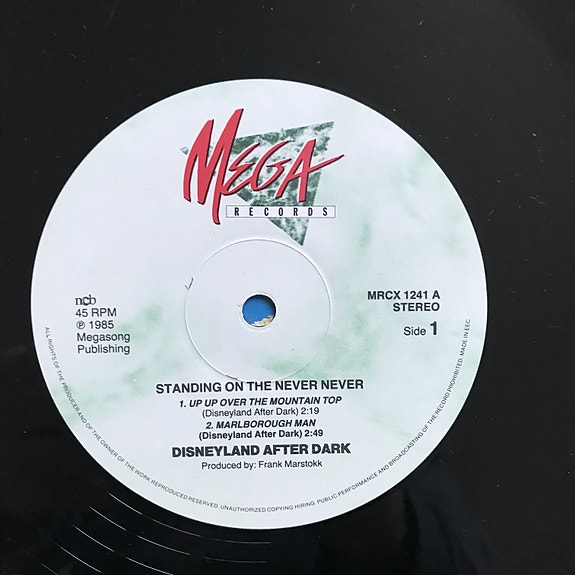 MEGA
RECORDS
ncb
45 RPM
℗ 1985
Megasong
Publishing
MRCX 1241 A
STEREO
Side 1
STANDING ON THE NEVER NEVER
1. UP UP OVER THE MOUNTAIN TOP
(Disneyland After Dark) 2:19
2. MARLBOROUGH MAN
(Disneyland After Dark) 2:49
DISNEYLAND AFTER DARK
Produced by: Frank Marstokk
ALL RIGHTS OF THE PRODUCER AND OF THE OWNER OF THE WORK REPRODUCED RESERVED. UNAUTHORIZED COPYING HIRING. PUBLIC PERFORMANCE AND BROADCASTING OF THE RECORD PROHIBITED. MADE IN EEC.